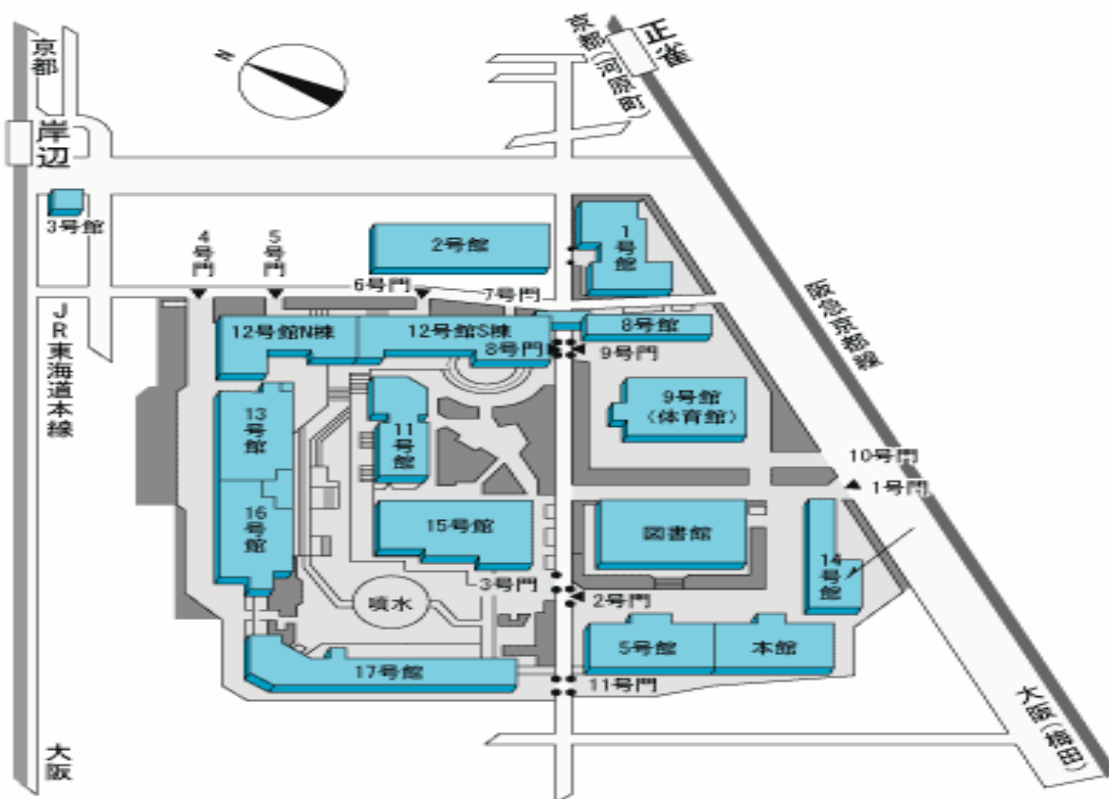 京都
N
京都(河原町)
正雀
岸辺
3号館
4号門
5号門
2号館
1号館
6号門
7号門
阪急京都線
JR東海道本線
12号館N棟
12号館S棟
8号館
8号門
9号門
13号館
11号館
9号館
(体育館)
10号門
1号門
16号館
15号館
図書館
14号館
3号門
2号門
噴水
5号館
本館
17号館
11号門
大阪(梅田)
大阪